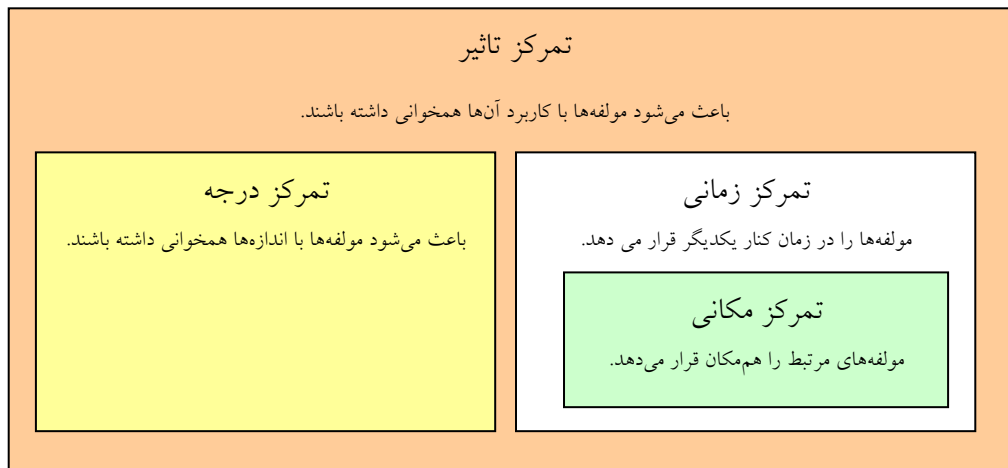 تمرکز تاثیر
باعث می‌شود مولفه‌ها با کاربرد آن‌ها همخوانی داشته باشند.
تمرکز زمانی
مولفه‌ها را در زمان کنار یکدیگر قرار می دهد.
تمرکز مکانی
مولفه‌های مرتبط را هم‌مکان قرار می‌دهد.
تمرکز درجه
باعث می‌شود مولفه‌ها با اندازه‌ها همخوانی داشته باشند.